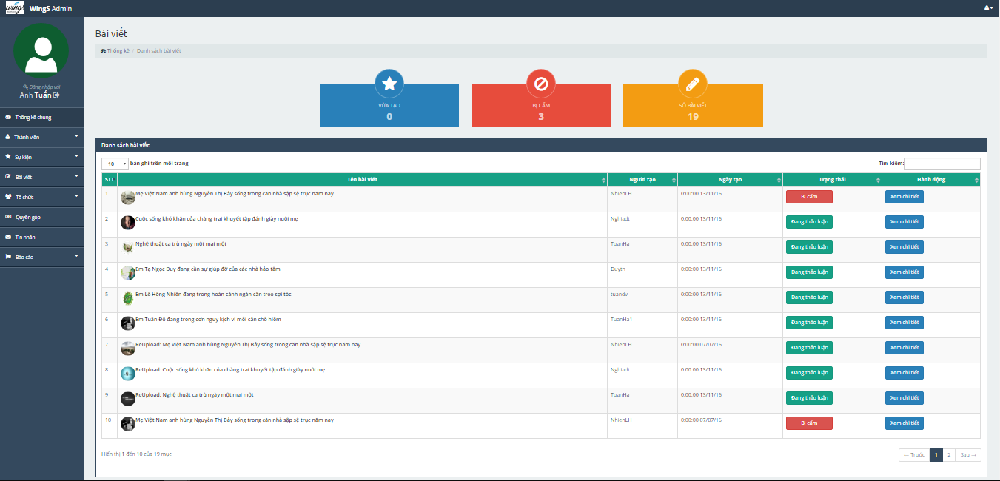 wings WingS Admin
Bài viết
Thống kê / Danh sách bài viết
Đăng nhập với
Anh Tuấn
Thống kê chung
Thành viên
Sự kiện
Bài viết
Tổ chức
Quyên góp
Tin nhắn
Báo cáo
VỪA TẠO
0
BỊ CẤM
3
SỐ BÀI VIẾT
19
Danh sách bài viết
10 bản ghi trên mỗi trang
Tìm kiếm:
STT Tên bài viết Người tạo Ngày tạo Trạng thái Hành động
1 Mẹ Việt Nam anh hùng Nguyễn Thị Bảy sống trong căn nhà sập sệ trục năm nay NhienLH 0:00:00 13/11/16 Bị cấm Xem chi tiết
2 Cuộc sống khó khăn của chàng trai khuyết tập đánh giày nuôi mẹ Nghiadt 0:00:00 13/11/16 Đang thảo luận Xem chi tiết
3 Nghệ thuật ca trù ngày một mai một TuanHa 0:00:00 13/11/16 Đang thảo luận Xem chi tiết
4 Em Tạ Ngọc Duy đang cần sự giúp đỡ của các nhà hảo tâm Duytn 0:00:00 13/11/16 Đang thảo luận Xem chi tiết
5 Em Lê Hồng Nhiên đang trong hoàn cảnh ngàn cân treo sợi tóc tuandv 0:00:00 13/11/16 Đang thảo luận Xem chi tiết
6 Em Tuấn Đổ đang trong cơn nguy kịch vì mỗi cắn chỗ hiểm TuanHa1 0:00:00 13/11/16 Đang thảo luận Xem chi tiết
7 ReUpload: Mẹ Việt Nam anh hùng Nguyễn Thị Bảy sống trong căn nhà sập sệ trục năm nay NhienLH 0:00:00 07/07/16 Đang thảo luận Xem chi tiết
8 ReUpload: Cuộc sống khó khăn của chàng trai khuyết tập đánh giày nuôi mẹ Nghiadt 0:00:00 13/11/16 Đang thảo luận Xem chi tiết
9 ReUpload: Nghệ thuật ca trù ngày một mai một TuanHa 0:00:00 13/11/16 Đang thảo luận Xem chi tiết
10 Mẹ Việt Nam anh hùng Nguyễn Thị Bảy sống trong căn nhà sập sệ trục năm nay NhienLH 0:00:00 07/07/16 Bị cấm Xem chi tiết
Hiển thị 1 đến 10 của 19 mục
← Trước 1 2 Sau →